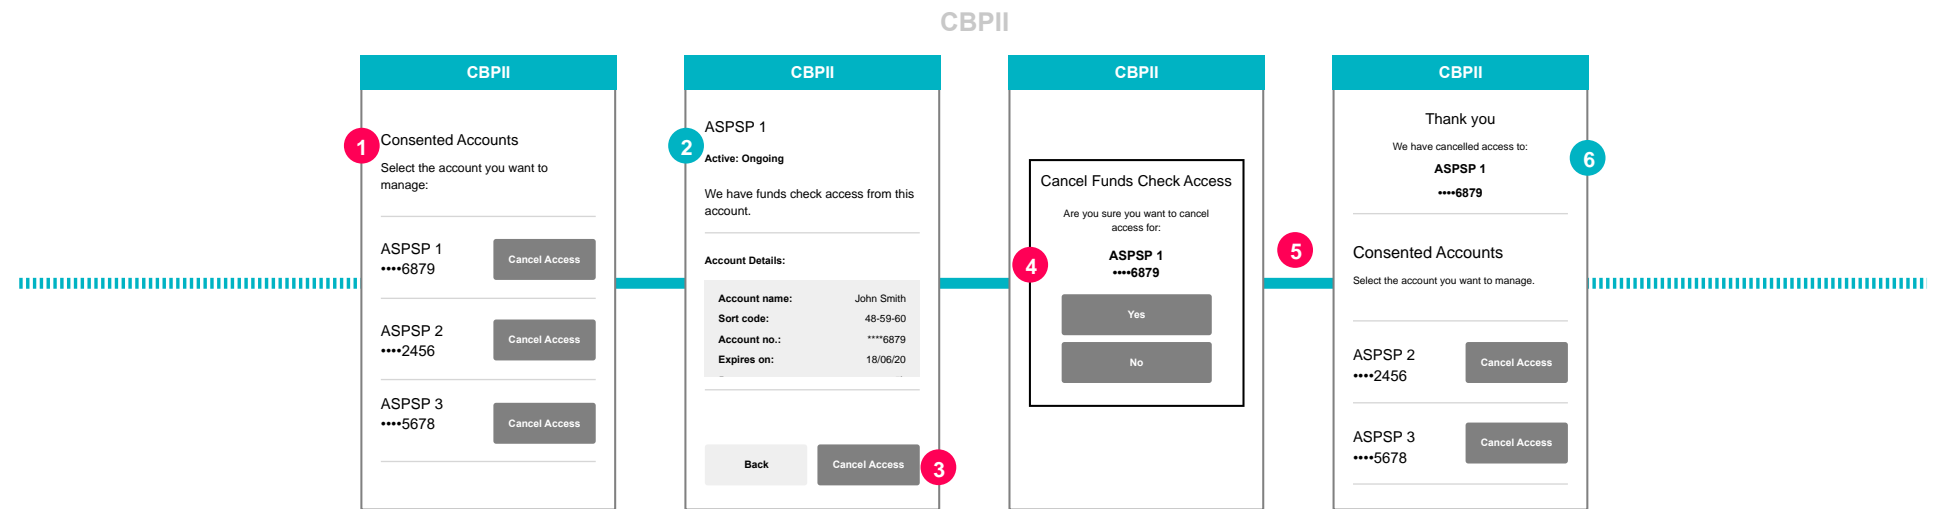 CBPII
CBPII
1
Consented Accounts
Select the account you want to
manage:
ASPSP 1
••••6879
Cancel Access
ASPSP 2
••••2456
Cancel Access
ASPSP 3
••••5678
Cancel Access
CBPII
2
ASPSP 1
Active: Ongoing
We have funds check access from this
account.
Account Details:
Account name: John Smith
Sort code: 48-59-60
Account no.: ****6879
Expires on: 18/06/20
Back
Cancel Access
3
CBPII
Cancel Funds Check Access
Are you sure you want to cancel
access for:
4
ASPSP 1
••••6879
Yes
No
5
CBPII
Thank you
We have cancelled access to:
6
ASPSP 1
••••6879
Consented Accounts
Select the account you want to manage.
ASPSP 2
••••2456
Cancel Access
ASPSP 3
••••5678
Cancel Access